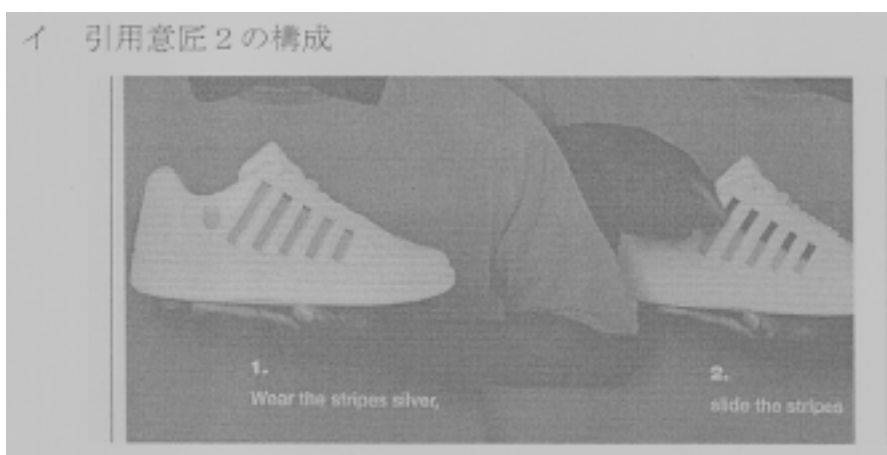 イ 引用意匠2の構成
1.
Wear the stripes silver,
2.
slide the stripes